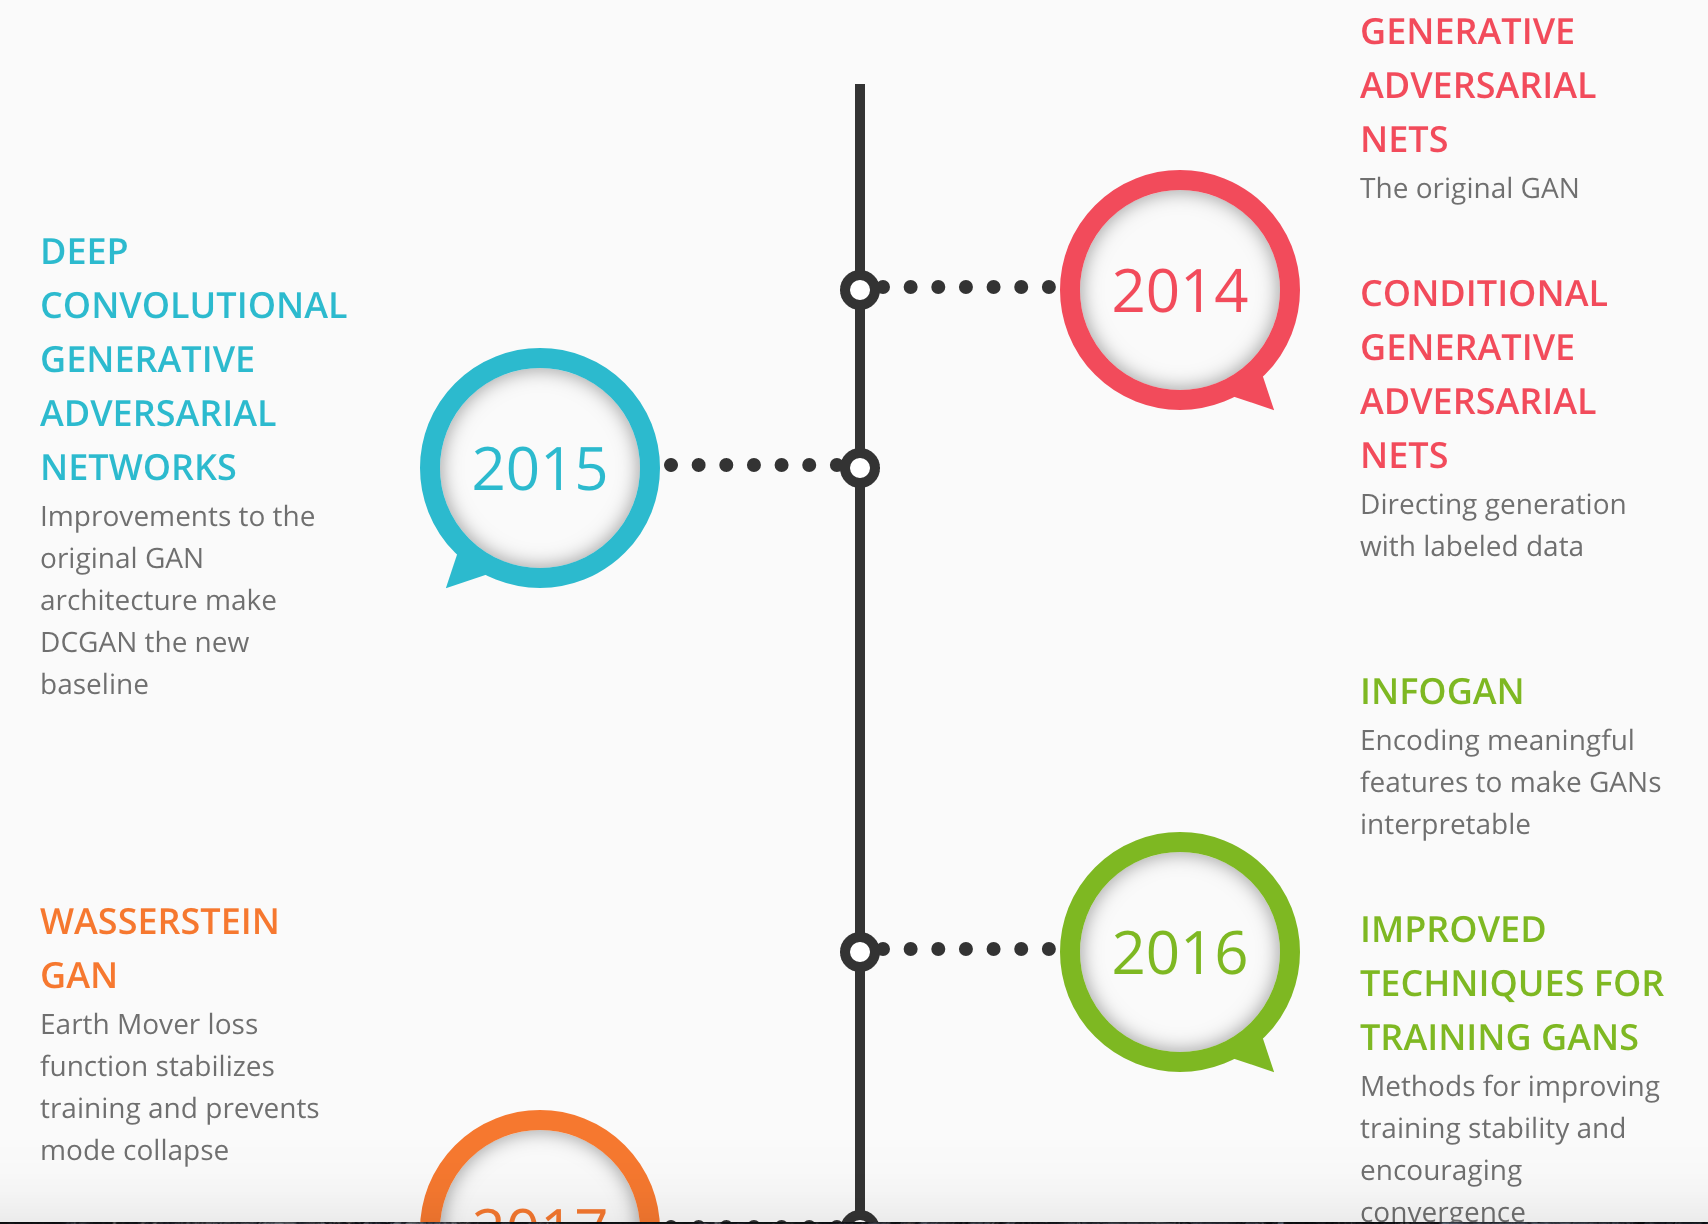 GENERATIVE
ADVERSARIAL
NETS
The original GAN
2014
CONDITIONAL
GENERATIVE
ADVERSARIAL
NETS
Directing generation
with labeled data
DEEP
CONVOLUTIONAL
GENERATIVE
ADVERSARIAL
NETWORKS
Improvements to the
original GAN
architecture make
DCGAN the new
baseline
2015
INFOGAN
Encoding meaningful
features to make GANs
interpretable
2016
IMPROVED
TECHNIQUES FOR
TRAINING GANS
Methods for improving
training stability and
encouraging
convergence
WASSERSTEIN
GAN
Earth Mover loss
function stabilizes
training and prevents
mode collapse
2017